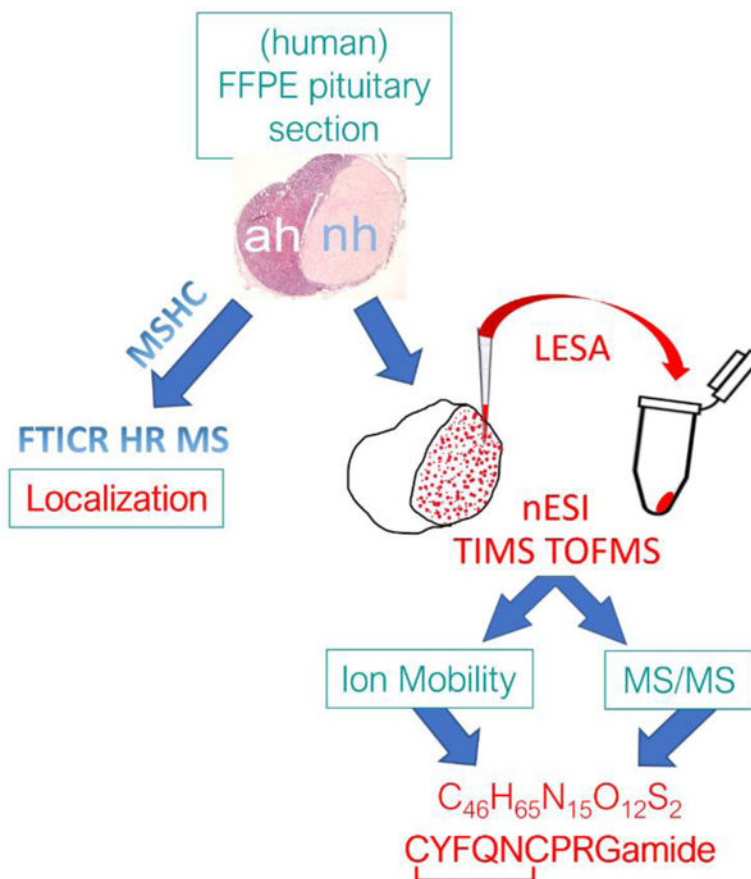 (human)
FFPE pituitary
section
ah nh
MSHC
LESA
FTICR HR MS
Localization
nESI
TIMS TOFMS
Ion Mobility
MS/MS
C₄₆H₆₅N₁₅O₁₂S₂
CYFQNCPRGamide